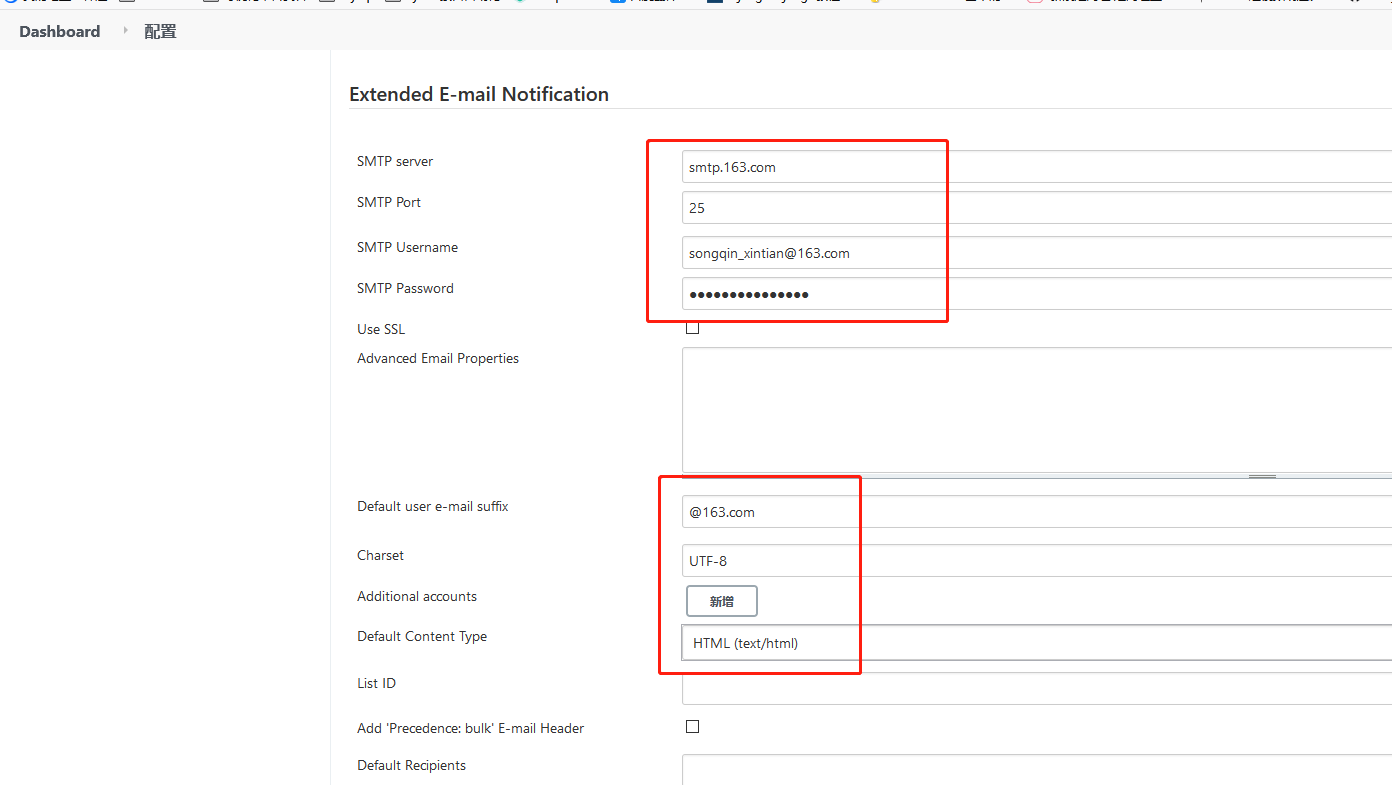 Dashboard 配置
Extended E-mail Notification
SMTP server
smtp.163.com
SMTP Port
25
SMTP Username
songqin_xintian@163.com
SMTP Password
●●●●●●●●●●●●●●●
Use SSL
Advanced Email Properties
Default user e-mail suffix
@163.com
Charset
UTF-8
Additional accounts
新增
Default Content Type
HTML (text/html)
List ID
Add 'Precedence: bulk' E-mail Header
Default Recipients